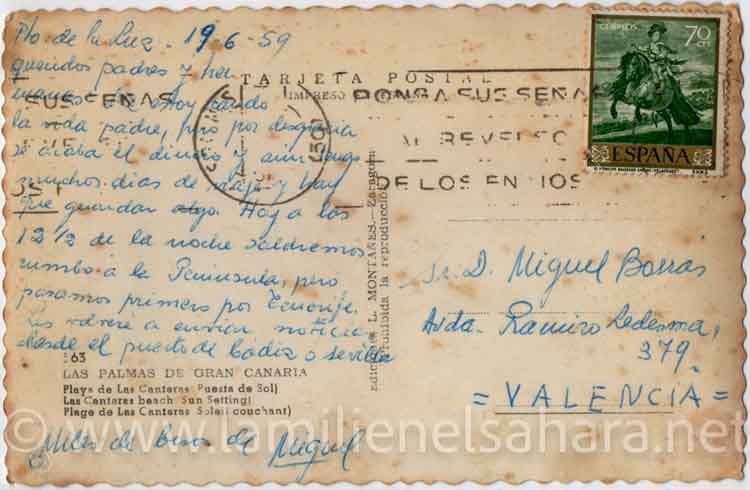 Pto. de la Luz - 19-6-59
queridos padres y her
manos: Estoy dando
la vida padre, pero por desgracia
se acaba el dinero y aun tengo
muchos dias de viaje y hay
que guardar algo. Hoy a las
12 ½ de la noche saldremos
rumbo a la Peninsula, pero
pasamos primero por Tenerife.
Les volveré a enviar noticias
desde el puerto de Cádiz o Sevilla
Miles de besos de Miguel
TARJETA POSTAL
IMPRESO
SUS SEÑAS
PONGA SUS SEÑAS
AL REVERSO
DE LOS ENVIOS
CORREOS 70 CTS
ESPAÑA
Sr. D. Miguel Borras
Avda. Ramiro Ledesma,
379.
= VALENCIA =
Ediciones L. MONTAÑES.-Zaragoza
Prohibida la reproducción
563
LAS PALMAS DE GRAN CANARIA
Playa de Las Canteras (Puesta de Sol)
Las Canteras beach (Sun Setting)
Plage de Las Canteras (Soleil couchant)
© www.lamilienelsahara.net